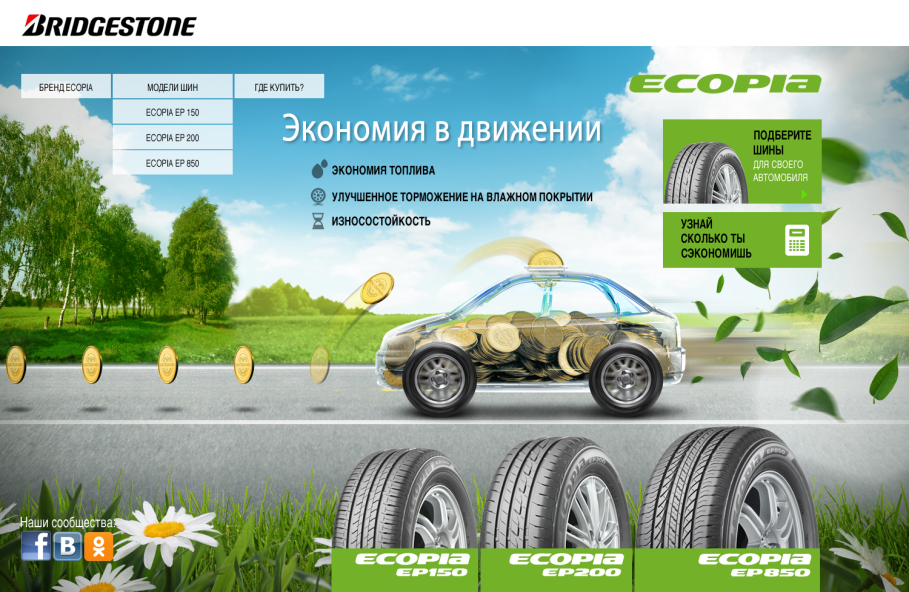 BRIDGESTONE
БРЕНД ECOPIA
МОДЕЛИ ШИН
ГДЕ КУПИТЬ?
ECOPIA EP 150
ECOPIA EP 200
ECOPIA EP 850
ECOPIA
Экономия в движении
ЭКОНОМИЯ ТОПЛИВА
УЛУЧШЕННОЕ ТОРМОЖЕНИЕ НА ВЛАЖНОМ ПОКРЫТИИ
ИЗНОСОСТОЙКОСТЬ
ПОДБЕРИТЕ
ШИНЫ
ДЛЯ СВОЕГО
АВТОМОБИЛЯ
УЗНАЙ
СКОЛЬКО ТЫ
СЭКОНОМИШЬ
Наши сообщества:
f
B
ECOPIA
EP150
ECOPIA
EP200
ECOPIA
EP850